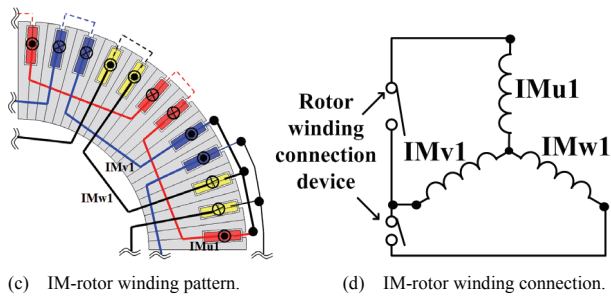 IMv1
IMw1
IMu1
(c) IM-rotor winding pattern.
Rotor
winding
connection
device
IMu1
IMv1
IMw1
(d) IM-rotor winding connection.